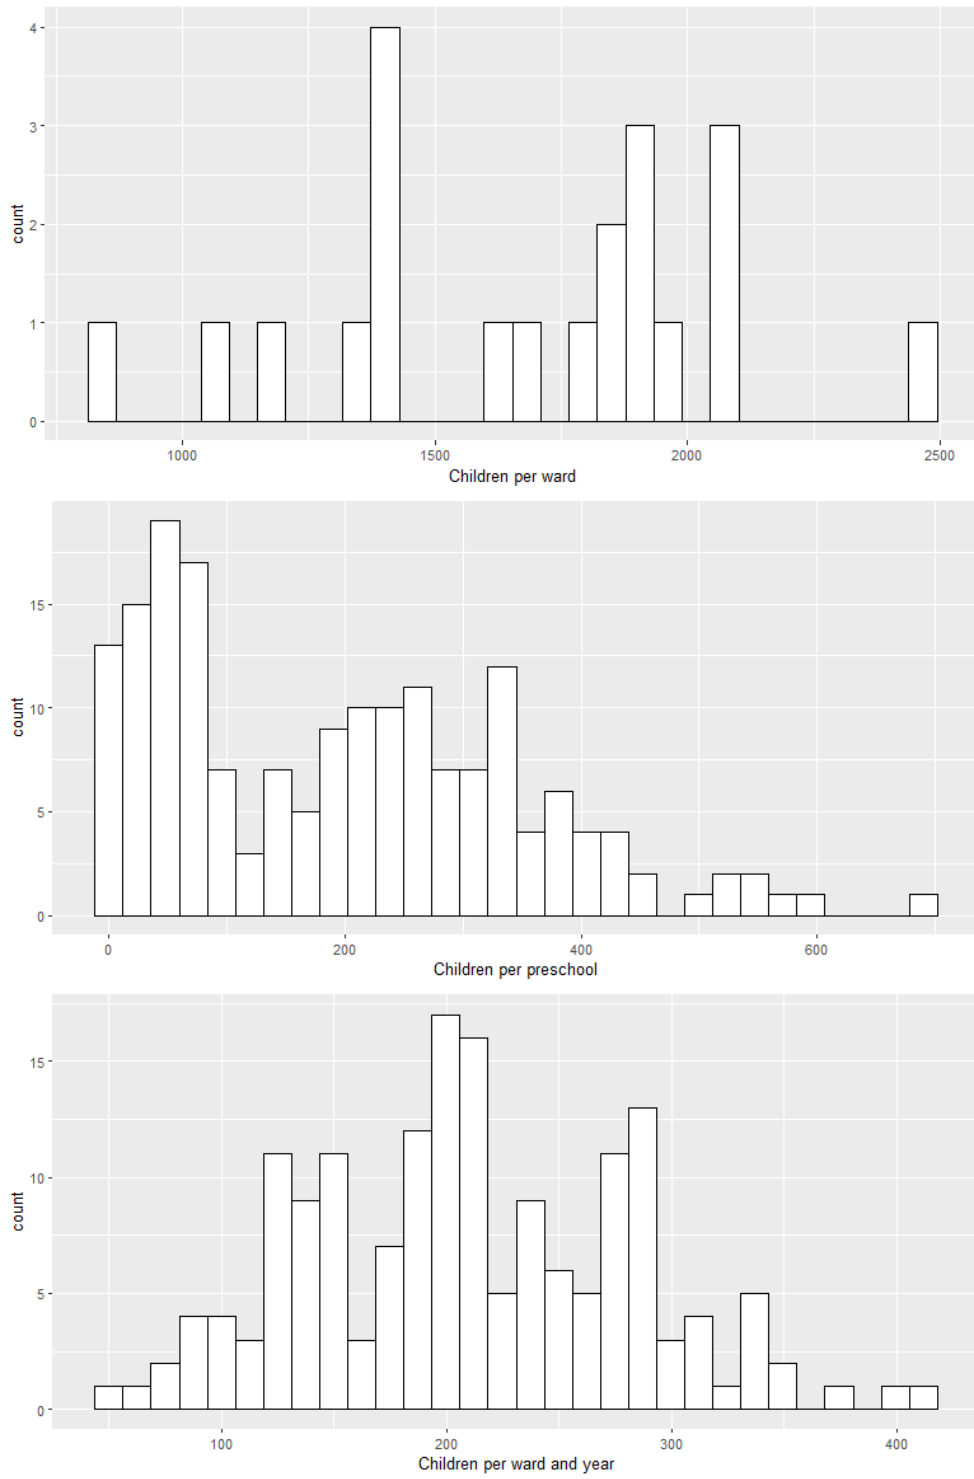 4
3
count
2
1
0
1000 1500 2000 2500
Children per ward
15
count
10
5
0
0 200 400 600
Children per preschool
15
10
count
5
0
100 200 300 400
Children per ward and year